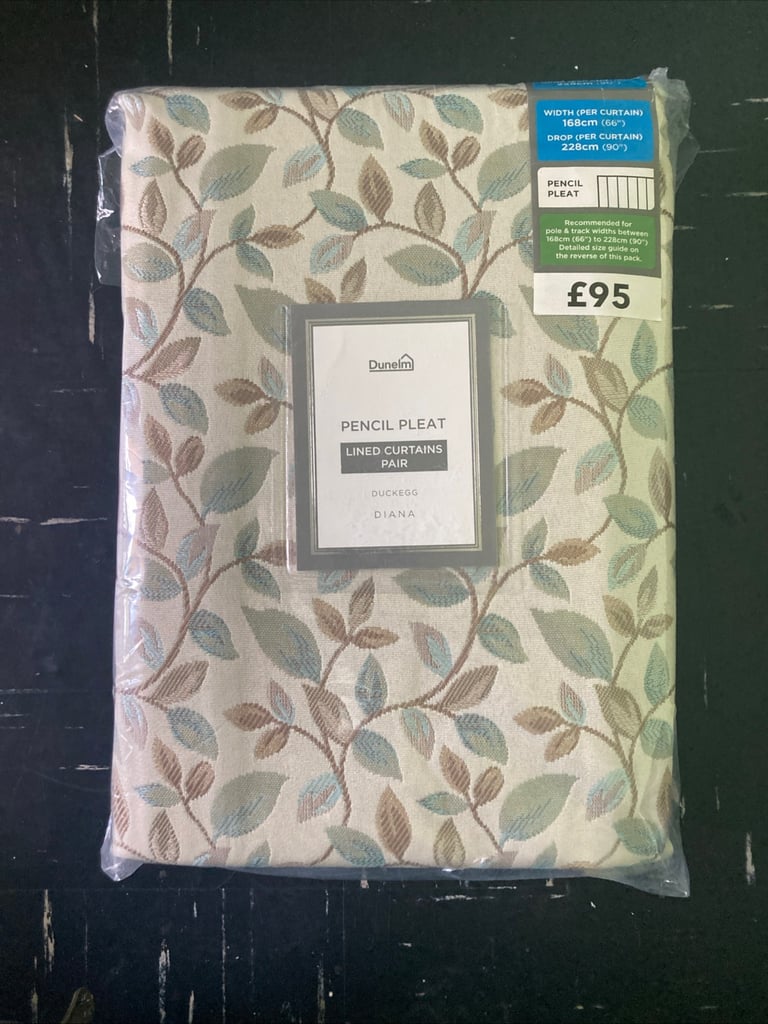 WIDTH (PER CURTAIN)
168cm (66")
DROP (PER CURTAIN)
228cm (90")
PENCIL
PLEAT
Recommended for
pole & track widths between
168cm (66") to 228cm (90")
Detailed size guide on
the reverse of this pack.
£95
Dunelm
PENCIL PLEAT
LINED CURTAINS
PAIR
DUCKEGG
DIANA